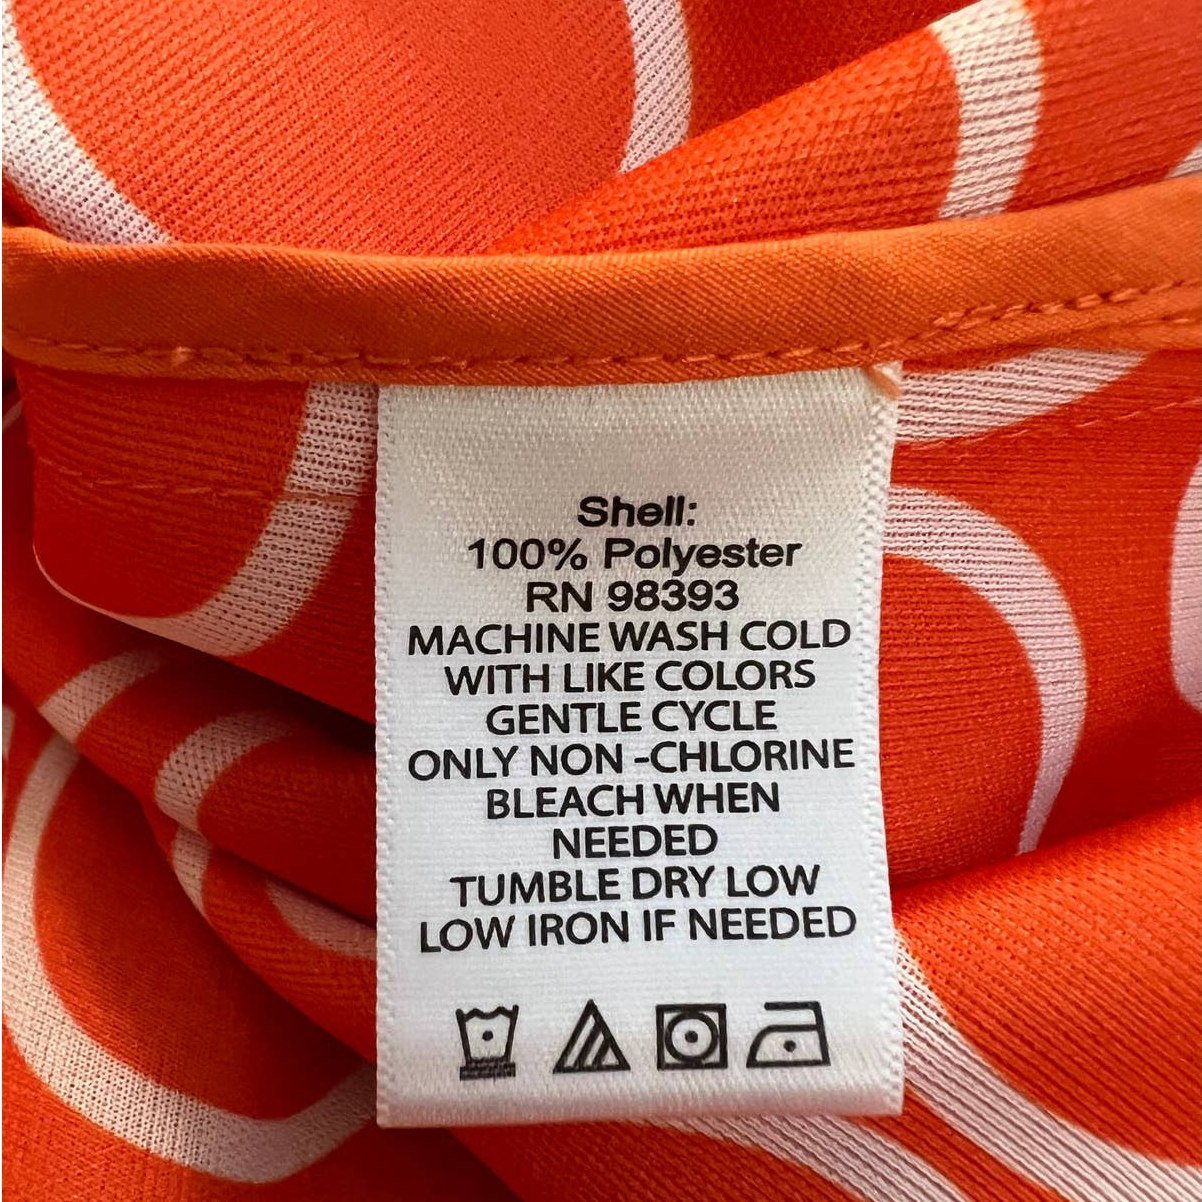 Shell:
100% Polyester
RN 98393
MACHINE WASH COLD
WITH LIKE COLORS
GENTLE CYCLE
ONLY NON -CHLORINE
BLEACH WHEN
NEEDED
TUMBLE DRY LOW
LOW IRON IF NEEDED